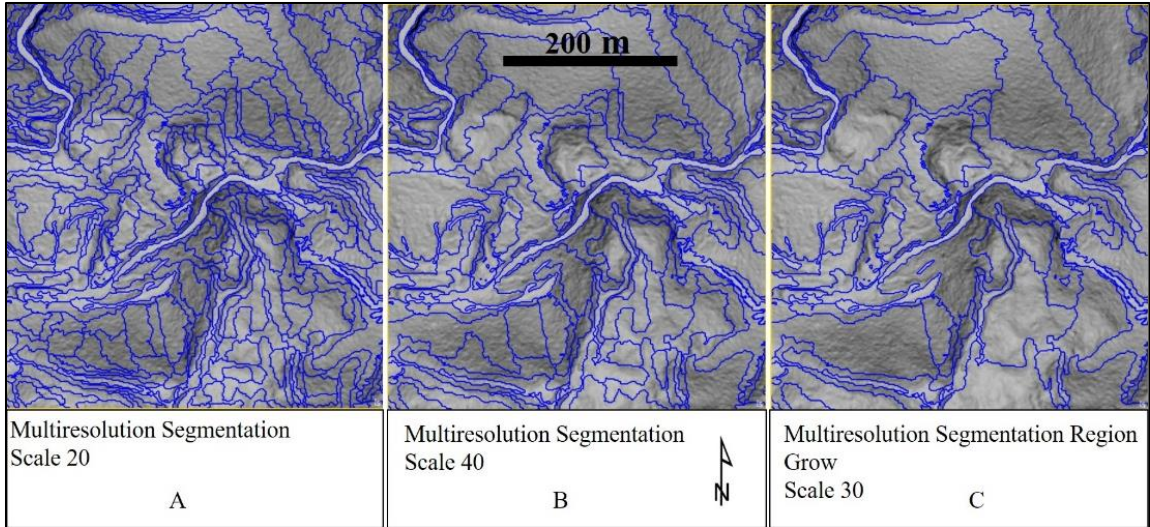 200 m
Multiresolution Segmentation
Scale 20
A
Multiresolution Segmentation
Scale 40
B
N
Multiresolution Segmentation Region
Grow
Scale 30
C